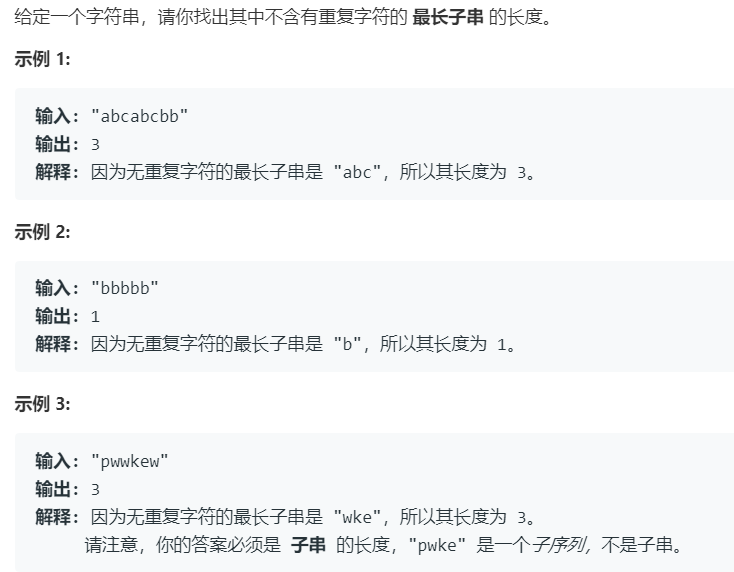 给定一个字符串，请你找出其中不含有重复字符的 最长子串 的长度。
示例 1:
输入: "abcabcbb"
输出: 3
解释: 因为无重复字符的最长子串是 "abc"，所以其长度为 3。
示例 2:
输入: "bbbbb"
输出: 1
解释: 因为无重复字符的最长子串是 "b"，所以其长度为 1。
示例 3:
输入: "pwwkew"
输出: 3
解释: 因为无重复字符的最长子串是 "wke"，所以其长度为 3。
请注意，你的答案必须是 子串 的长度，"pwke" 是一个子序列，不是子串。